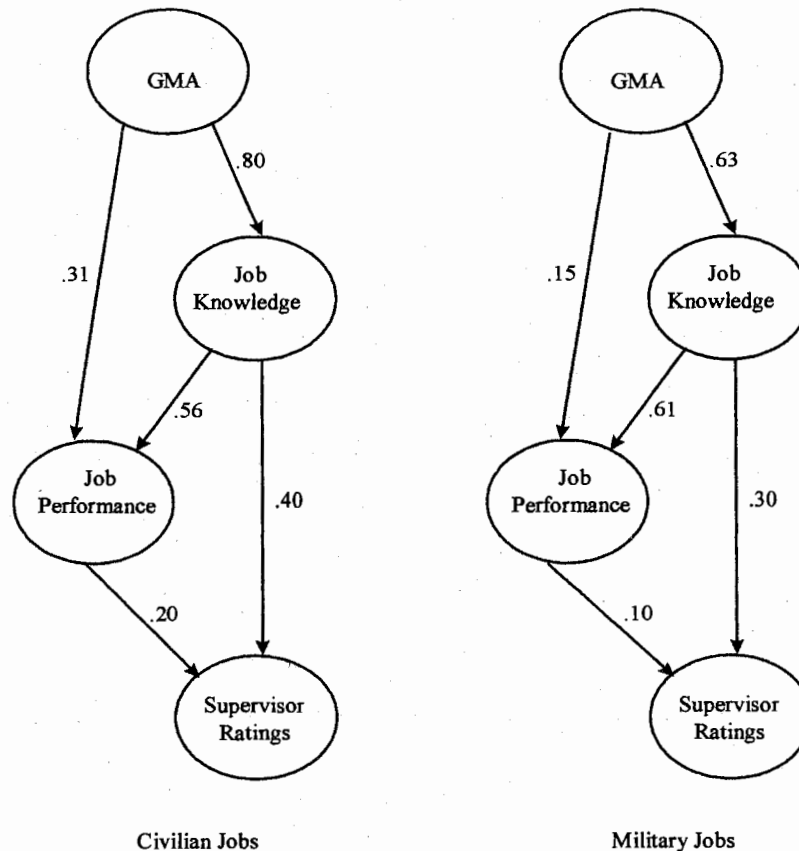 GMA
.80
.31
Job
Knowledge
.56
Job
Performance
.40
.20
Supervisor
Ratings
Civilian Jobs
GMA
.63
.15
Job
Knowledge
.61
Job
Performance
.30
.10
Supervisor
Ratings
Military Jobs